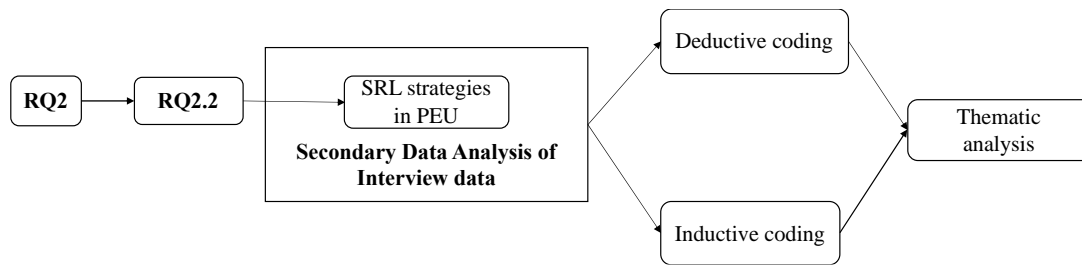 RQ2
RQ2.2
SRL strategies
in PEU
Secondary Data Analysis of
Interview data
Deductive coding
Inductive coding
Thematic
analysis